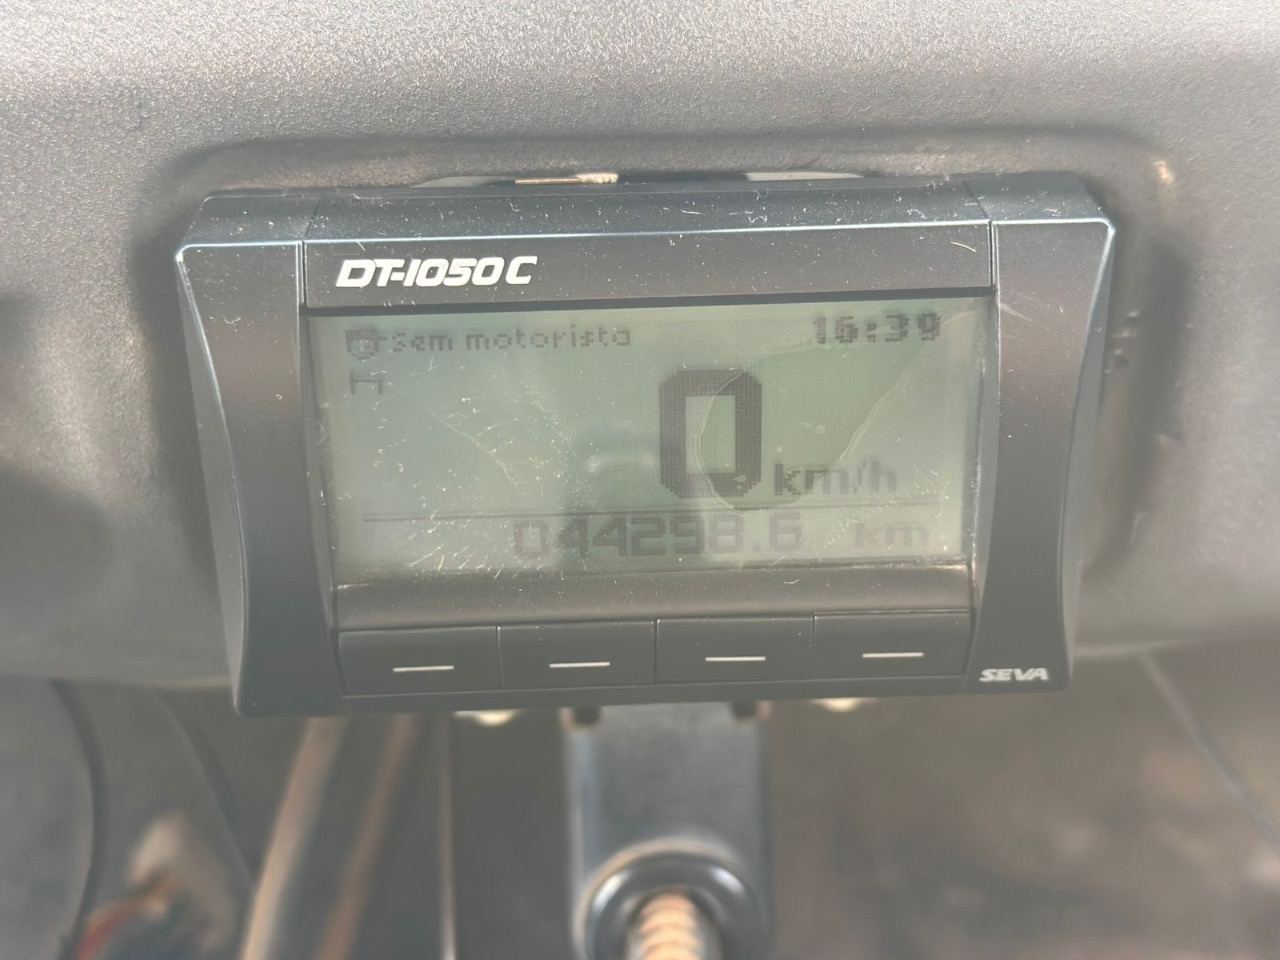 DT-1050C
Sem motorista 16:39
0 km/h
044298.6 km
SEVA